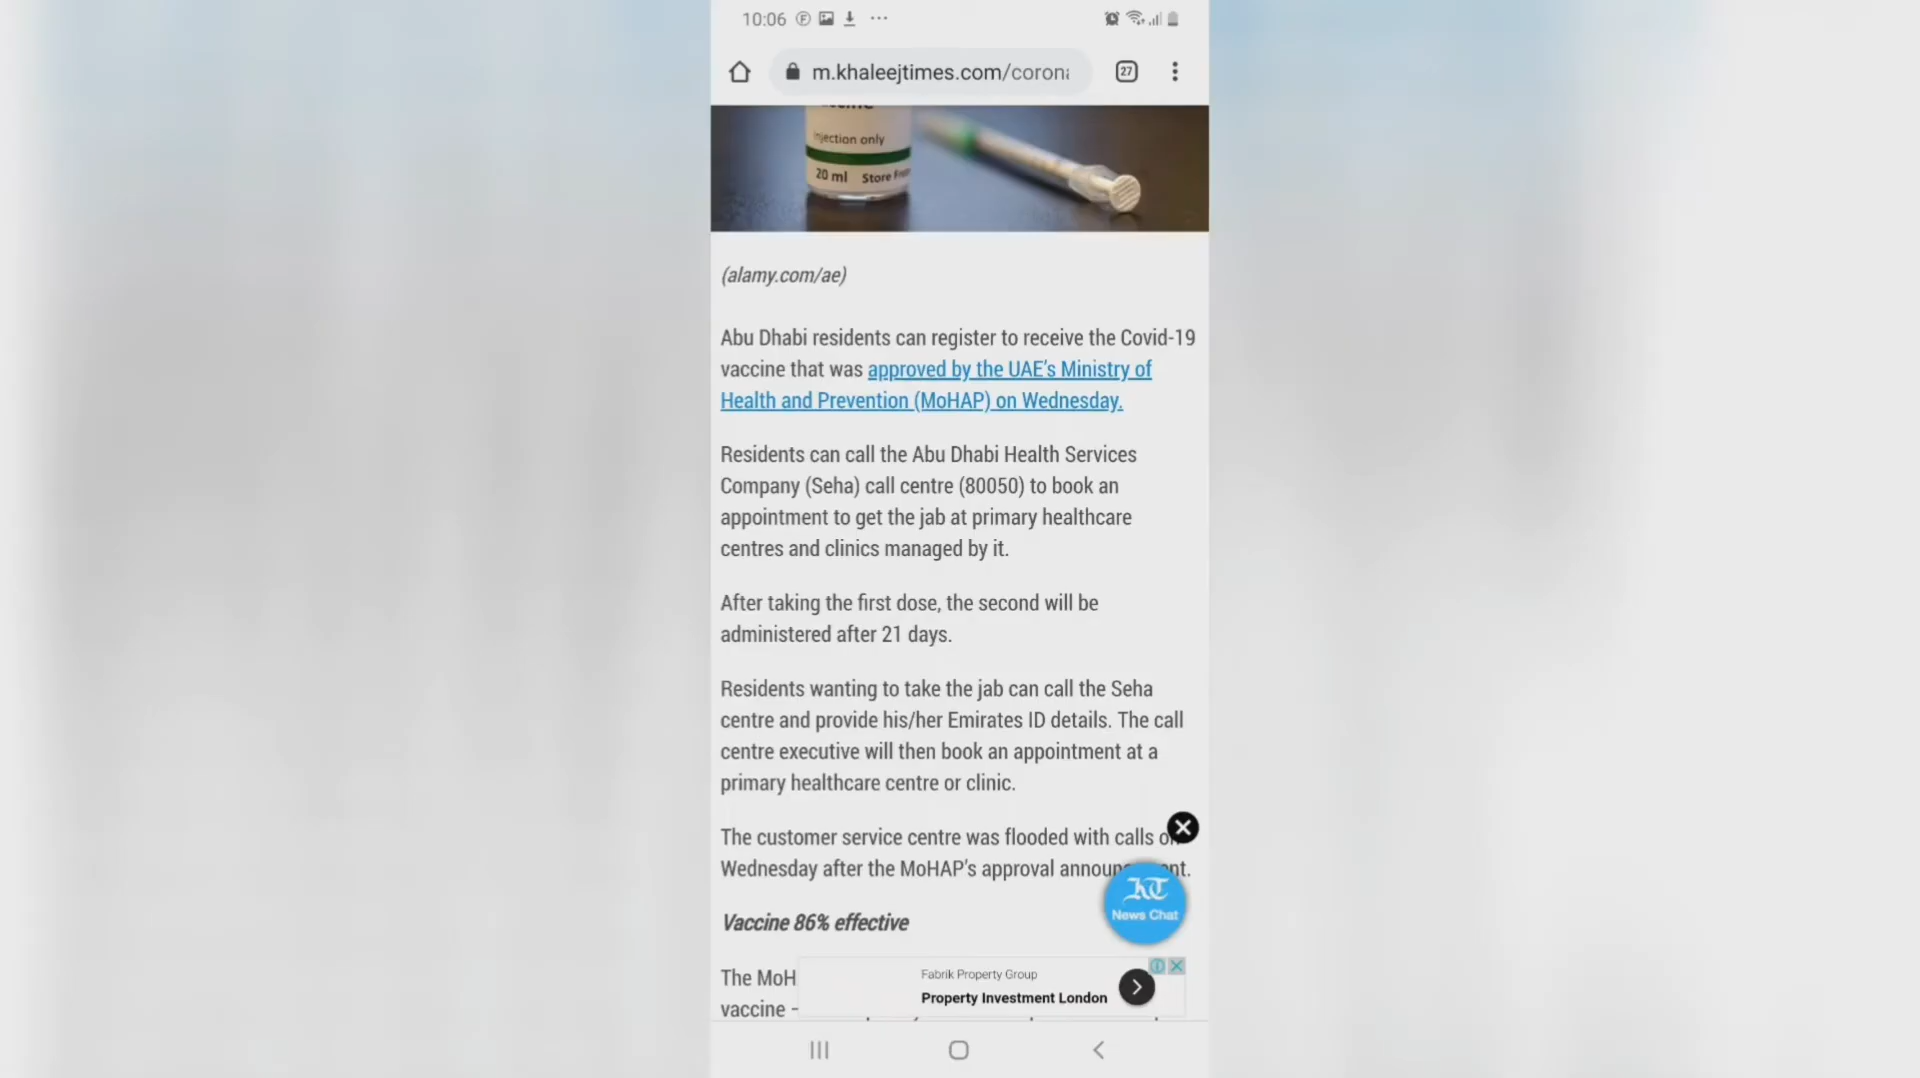 10:06
m.khaleejtimes.com/corona
27
Injection only
20 ml Store
(alamy.com/ae)
Abu Dhabi residents can register to receive the Covid-19
vaccine that was approved by the UAE's Ministry of
Health and Prevention (MoHAP) on Wednesday.
Residents can call the Abu Dhabi Health Services
Company (Seha) call centre (80050) to book an
appointment to get the jab at primary healthcare
centres and clinics managed by it.
After taking the first dose, the second will be
administered after 21 days.
Residents wanting to take the jab can call the Seha
centre and provide his/her Emirates ID details. The call
centre executive will then book an appointment at a
primary healthcare centre or clinic.
The customer service centre was flooded with calls
Wednesday after the MoHAP's approval
KT
News Chat
Vaccine 86% effective
The MoH
vaccine -
Fabrik Property Group
Property Investment London